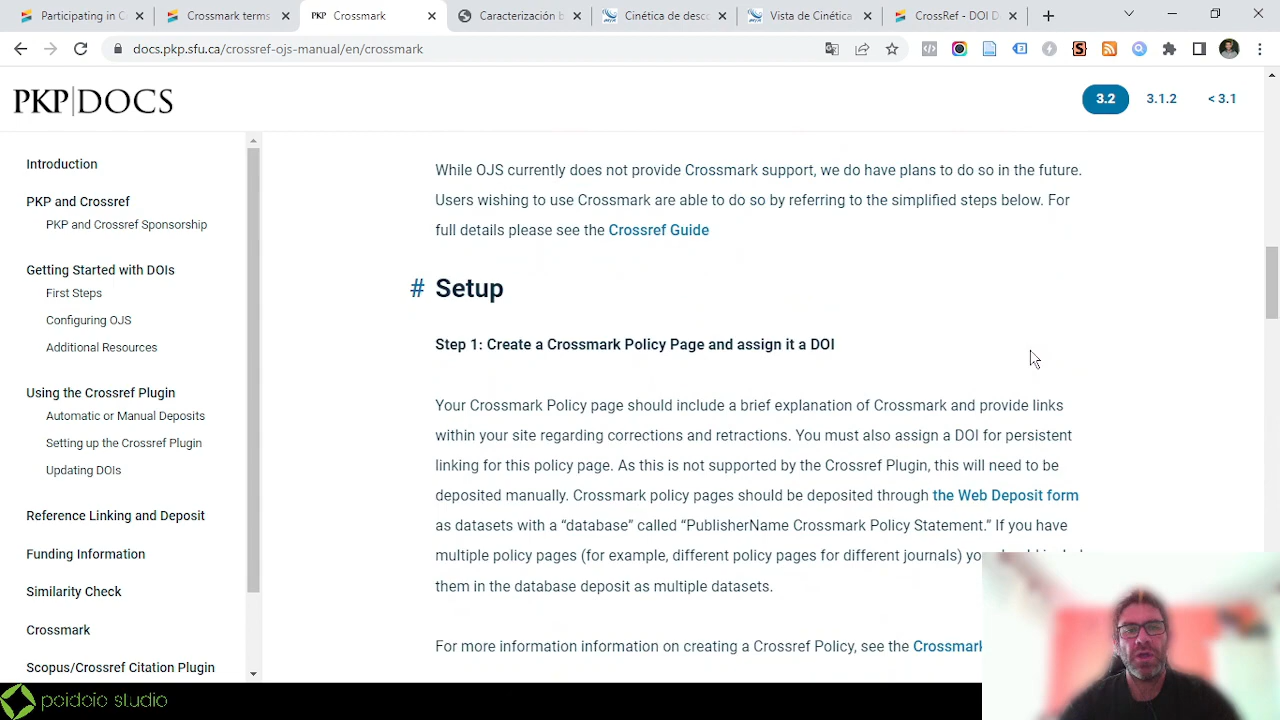 Participating in C
Crossmark terms
PKP Crossmark
Caracterización b
Cinética de desc
Vista de Cinética
CrossRef - DOI D
docs.pkp.sfu.ca/crossref-ojs-manual/en/crossmark
PKP|DOCS
3.2
3.1.2
< 3.1
Introduction
PKP and Crossref
PKP and Crossref Sponsorship
Getting Started with DOIs
First Steps
Configuring OJS
Additional Resources
Using the Crossref Plugin
Automatic or Manual Deposits
Setting up the Crossref Plugin
Updating DOIs
Reference Linking and Deposit
Funding Information
Similarity Check
Crossmark
Scopus/Crossref Citation Plugin
While OJS currently does not provide Crossmark support, we do have plans to do so in the future.
Users wishing to use Crossmark are able to do so by referring to the simplified steps below. For
full details please see the Crossref Guide
# Setup
Step 1: Create a Crossmark Policy Page and assign it a DOI
Your Crossmark Policy page should include a brief explanation of Crossmark and provide links
within your site regarding corrections and retractions. You must also assign a DOI for persistent
linking for this policy page. As this is not supported by the Crossref Plugin, this will need to be
deposited manually. Crossmark policy pages should be deposited through the Web Deposit form
as datasets with a “database” called “PublisherName Crossmark Policy Statement.” If you have
multiple policy pages (for example, different policy pages for different journals)
them in the database deposit as multiple datasets.
For more information information on creating a Crossref Policy, see the Crossmark
poidoio studio